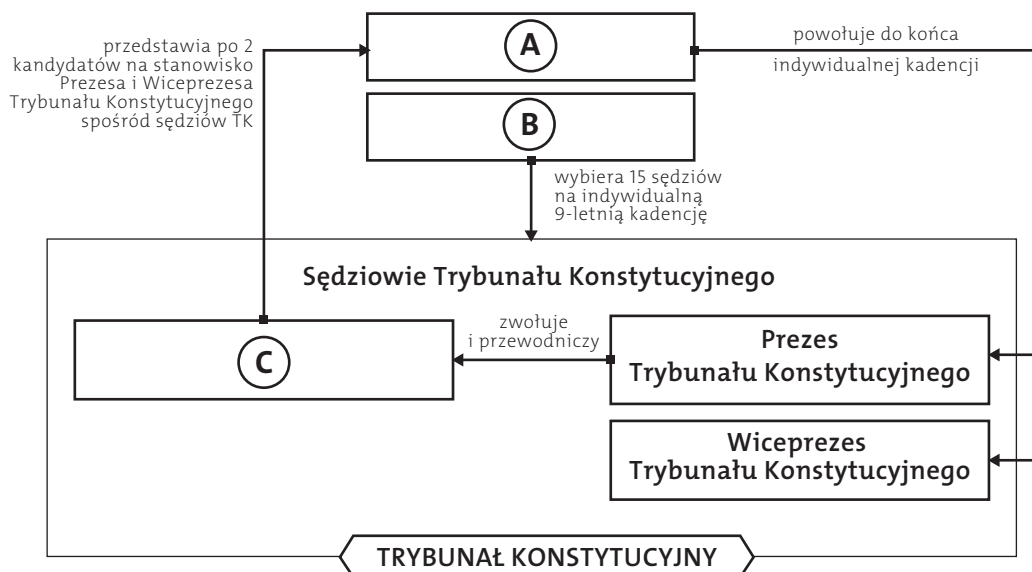 przedstawia po 2
kandydatów na stanowisko
Prezesa i Wiceprezesa
Trybunału Konstytucyjnego
spośród sędziów TK
A
powołuje do końca
indywidualnej kadencji
B
wybiera 15 sędziów
na indywidualną
9-letnią kadencję
Sędziowie Trybunału Konstytucyjnego
C
zwołuje
i przewodniczy
Prezes
Trybunału Konstytucyjnego
Wiceprezes
Trybunału Konstytucyjnego
TRYBUNAŁ KONSTYTUCYJNY